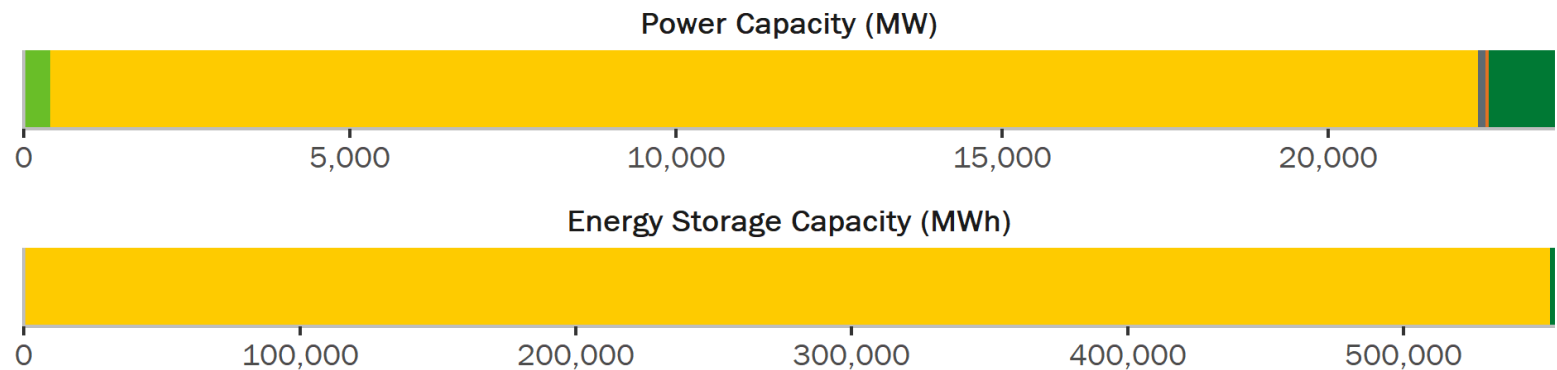 Power Capacity (MW)
0 5,000 10,000 15,000 20,000
Energy Storage Capacity (MWh)
0 100,000 200,000 300,000 400,000 500,000